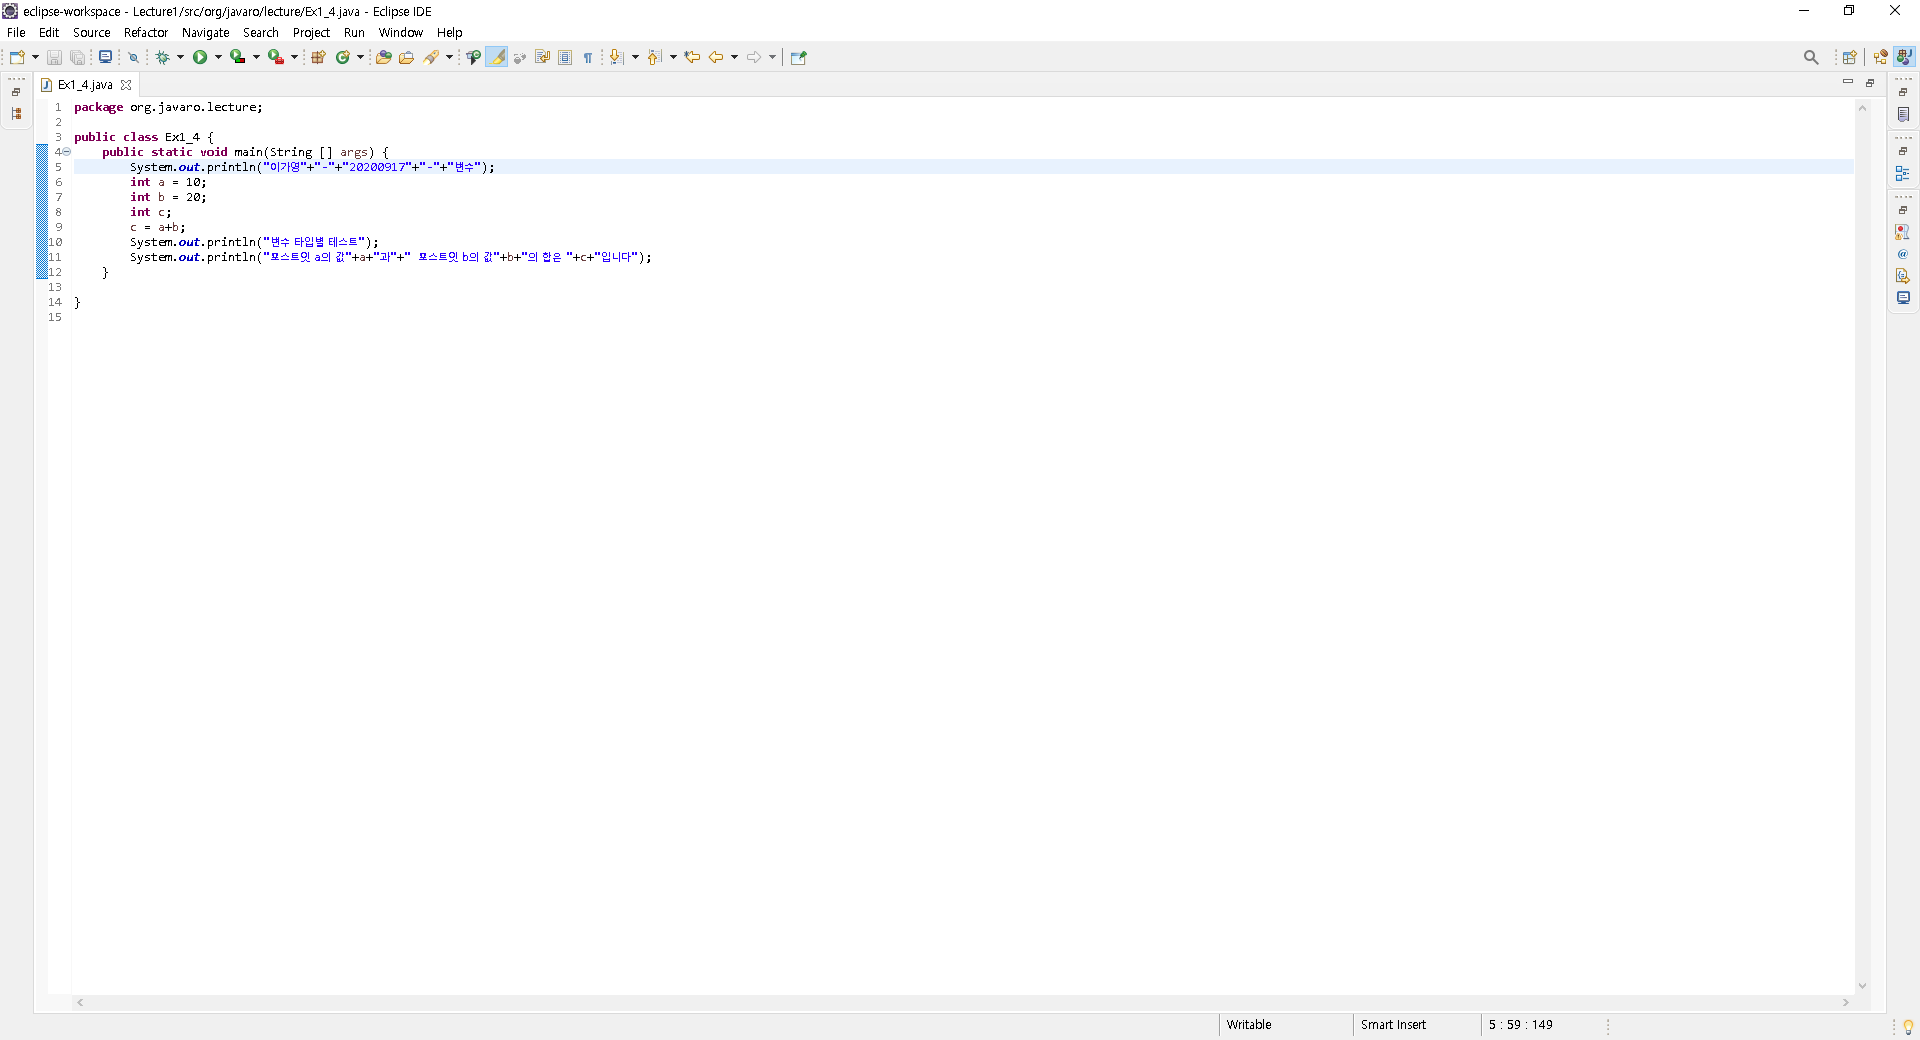 eclipse-workspace - Lecture1/src/org/javaro/lecture/Ex1_4.java - Eclipse IDE
File Edit Source Refactor Navigate Search Project Run Window Help
Ex1_4.java
1 package org.javaro.lecture;
2
3 public class Ex1_4 {
4 public static void main(String [] args) {
5 System.out.println("이가영"+"-"+"20200917"+"-"+"변수");
6 int a = 10;
7 int b = 20;
8 int c;
9 c = a+b;
10 System.out.println("변수 타입별 테스트");
11 System.out.println("포스트잇 a의 값"+a+"과"+" 포스트잇 b의 값"+b+"의 합은 "+c+"입니다");
12 }
13
14 }
15
Writable Smart Insert 5 : 59 : 149